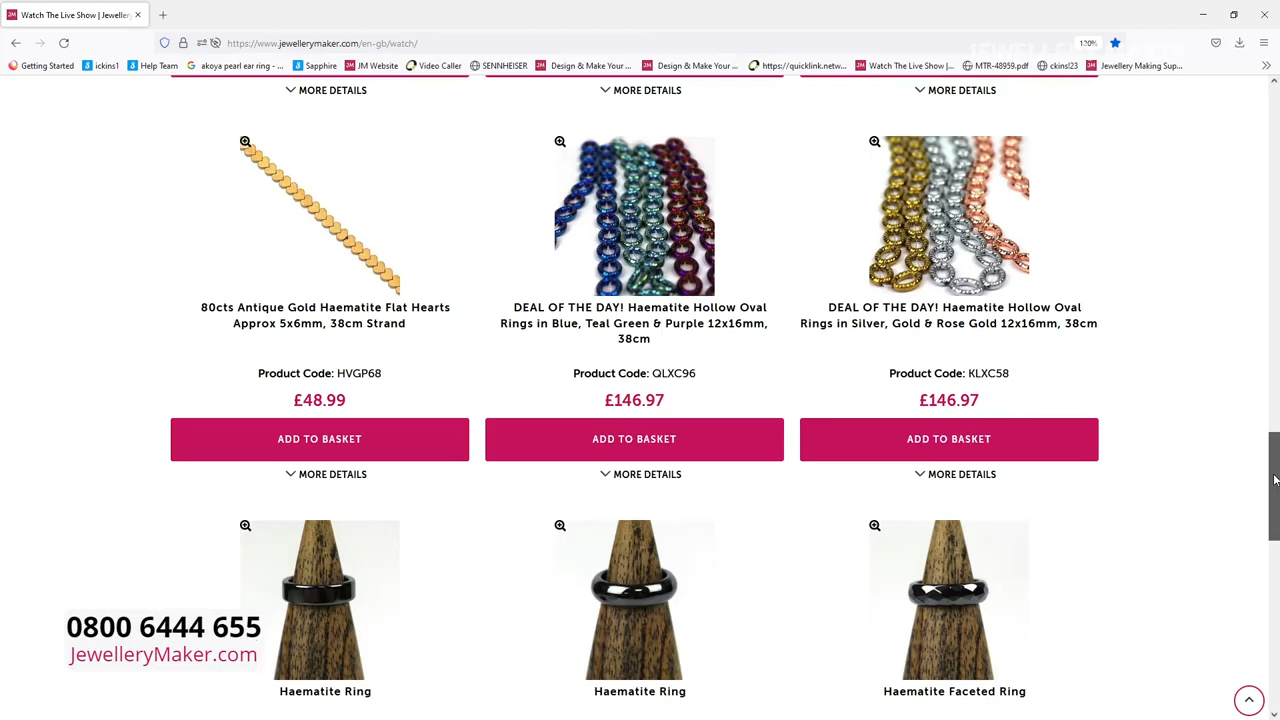 Watch The Live Show | Jeweller
https://www.jewellerymaker.com/en-gb/watch/
120%
Getting Started
ickins1
Help Team
akoya pearl ear ring - ...
Sapphire
JM Website
Video Caller
SENNHEISER
Design & Make Your ...
Design & Make Your ...
https://quicklink.netw...
Watch The Live Show |...
MTR-48959.pdf
ckins!23
Jewellery Making Sup...
MORE DETAILS
MORE DETAILS
MORE DETAILS
80cts Antique Gold Haematite Flat Hearts
Approx 5x6mm, 38cm Strand
Product Code: HVGP68
£48.99
ADD TO BASKET
MORE DETAILS
DEAL OF THE DAY! Haematite Hollow Oval
Rings in Blue, Teal Green & Purple 12x16mm,
38cm
Product Code: QLXC96
£146.97
ADD TO BASKET
MORE DETAILS
DEAL OF THE DAY! Haematite Hollow Oval
Rings in Silver, Gold & Rose Gold 12x16mm, 38cm
Product Code: KLXC58
£146.97
ADD TO BASKET
MORE DETAILS
0800 6444 655
JewelleryMaker.com
Haematite Ring
Haematite Ring
Haematite Faceted Ring